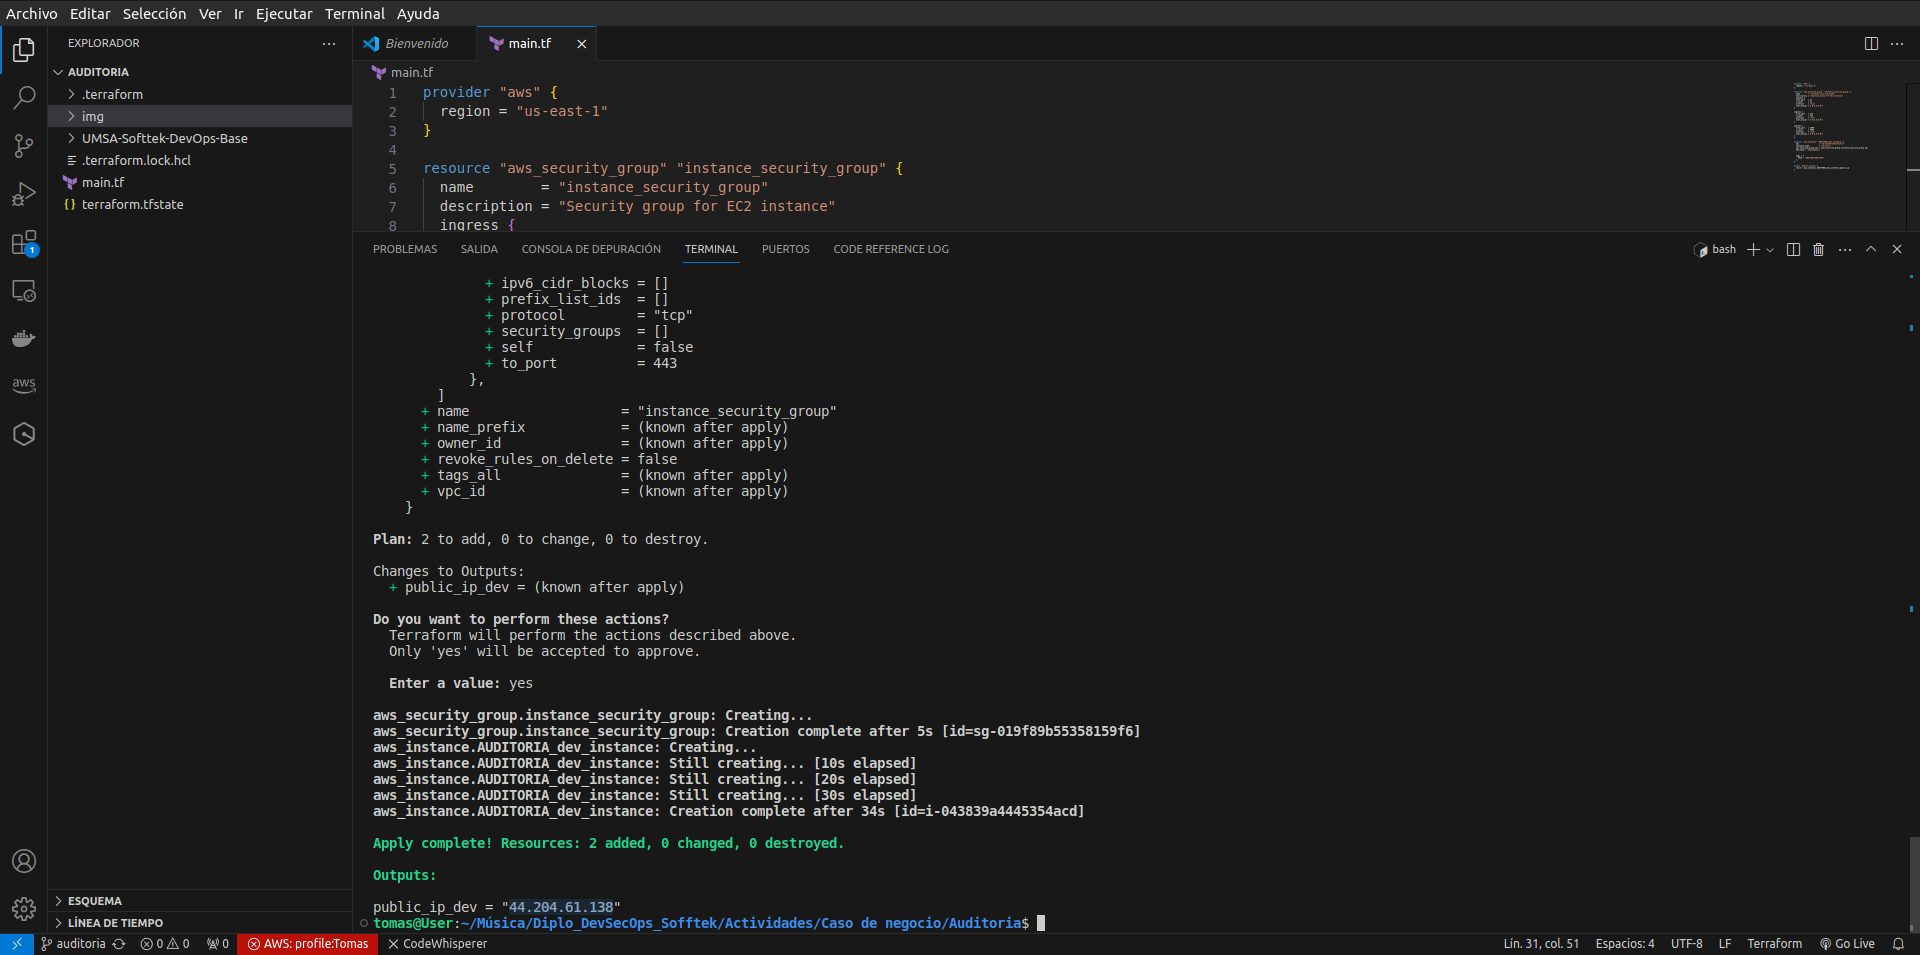 Archivo Editar Selección Ver Ir Ejecutar Terminal Ayuda
EXPLORADOR
AUDITORIA
.terraform
img
UMSA-Softtek-DevOps-Base
.terraform.lock.hcl
main.tf
{} terraform.tfstate
ESQUEMA
LÍNEA DE TIEMPO
1
aws
Bienvenido
main.tf
main.tf
1 provider "aws" {
2 region = "us-east-1"
3 }
4
5 resource "aws_security_group" "instance_security_group" {
6 name        = "instance_security_group"
7 description = "Security group for EC2 instance"
8 ingress {
PROBLEMAS SALIDA CONSOLA DE DEPURACIÓN TERMINAL PUERTOS CODE REFERENCE LOG
bash
+ ipv6_cidr_blocks = []
+ prefix_list_ids  = []
+ protocol         = "tcp"
+ security_groups  = []
+ self             = false
+ to_port          = 443
},
]
+ name                   = "instance_security_group"
+ name_prefix            = (known after apply)
+ owner_id               = (known after apply)
+ revoke_rules_on_delete = false
+ tags_all               = (known after apply)
+ vpc_id                 = (known after apply)
}
Plan: 2 to add, 0 to change, 0 to destroy.
Changes to Outputs:
+ public_ip_dev = (known after apply)
Do you want to perform these actions?
Terraform will perform the actions described above.
Only 'yes' will be accepted to approve.
Enter a value: yes
aws_security_group.instance_security_group: Creating...
aws_security_group.instance_security_group: Creation complete after 5s [id=sg-019f89b55358159f6]
aws_instance.AUDITORIA_dev_instance: Creating...
aws_instance.AUDITORIA_dev_instance: Still creating... [10s elapsed]
aws_instance.AUDITORIA_dev_instance: Still creating... [20s elapsed]
aws_instance.AUDITORIA_dev_instance: Still creating... [30s elapsed]
aws_instance.AUDITORIA_dev_instance: Creation complete after 34s [id=i-043839a4445354acd]
Apply complete! Resources: 2 added, 0 changed, 0 destroyed.
Outputs:
public_ip_dev = "44.204.61.138"
tomas@User:~/Música/Diplo_DevSecOps_Sofftek/Actividades/Caso de negocio/Auditoria$
auditoria 0 0 0 AWS: profile:Tomas CodeWhisperer Lín. 31, col. 51 Espacios: 4 UTF-8 LF Terraform Go Live